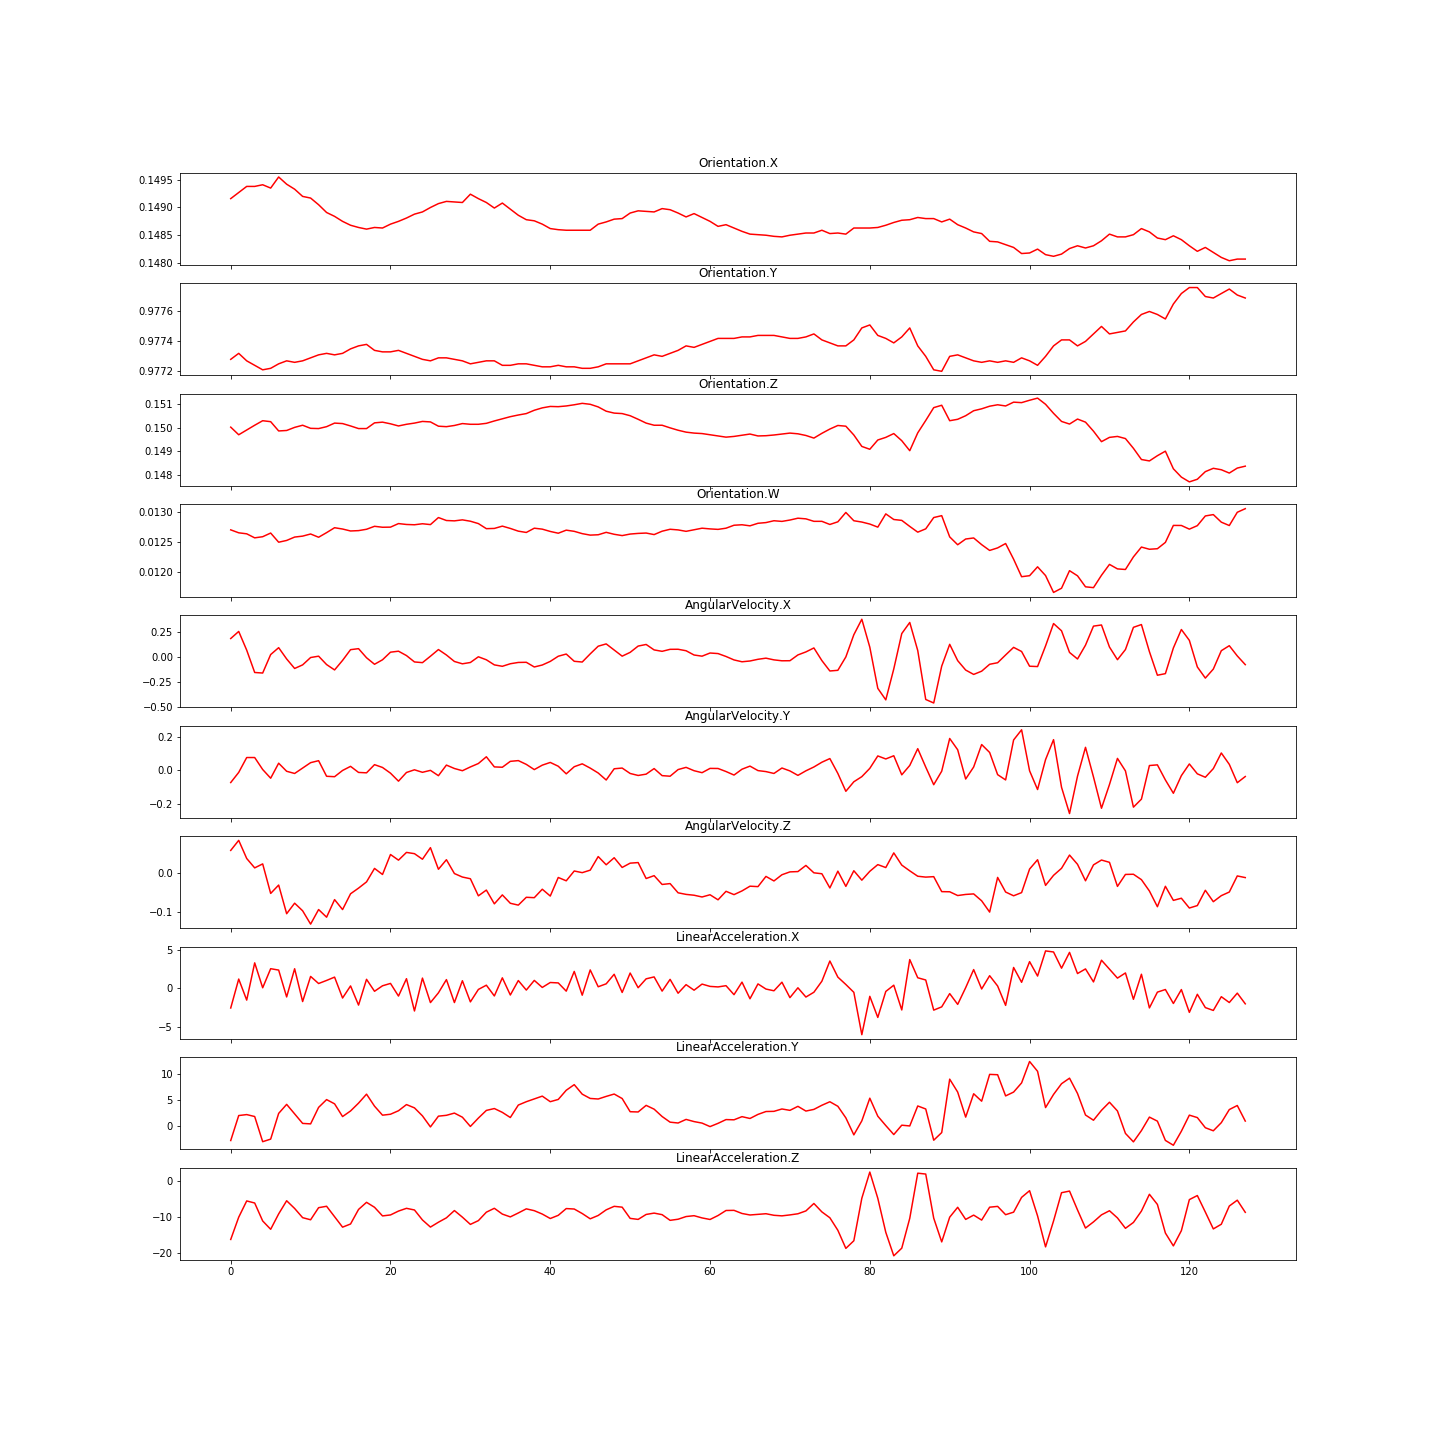 Orientation.X
0.1495
0.1490
0.1485
0.1480
Orientation.Y
0.9776
0.9774
0.9772
Orientation.Z
0.151
0.150
0.149
0.148
Orientation.W
0.0130
0.0125
0.0120
AngularVelocity.X
0.25
0.00
−0.25
−0.50
AngularVelocity.Y
0.2
0.0
−0.2
AngularVelocity.Z
0.0
−0.1
LinearAcceleration.X
5
0
−5
LinearAcceleration.Y
10
5
0
LinearAcceleration.Z
0
−10
−20
0 20 40 60 80 100 120